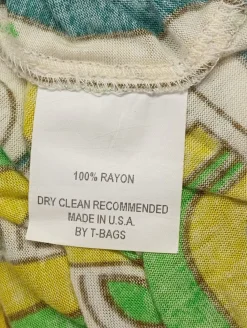 100% RAYON
DRY CLEAN RECOMMENDED
MADE IN U.S.A.
BY T-BAGS